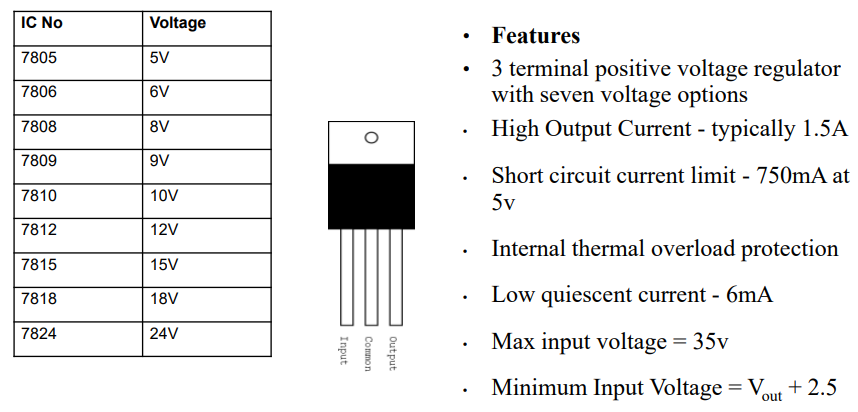 IC No Voltage
7805 5V
7806 6V
7808 8V
7809 9V
7810 10V
7812 12V
7815 15V
7818 18V
7824 24V
Input
Common
Output
• Features
• 3 terminal positive voltage regulator
with seven voltage options
• High Output Current - typically 1.5A
• Short circuit current limit - 750mA at
5v
• Internal thermal overload protection
• Low quiescent current - 6mA
• Max input voltage = 35v
• Minimum Input Voltage = Vout + 2.5